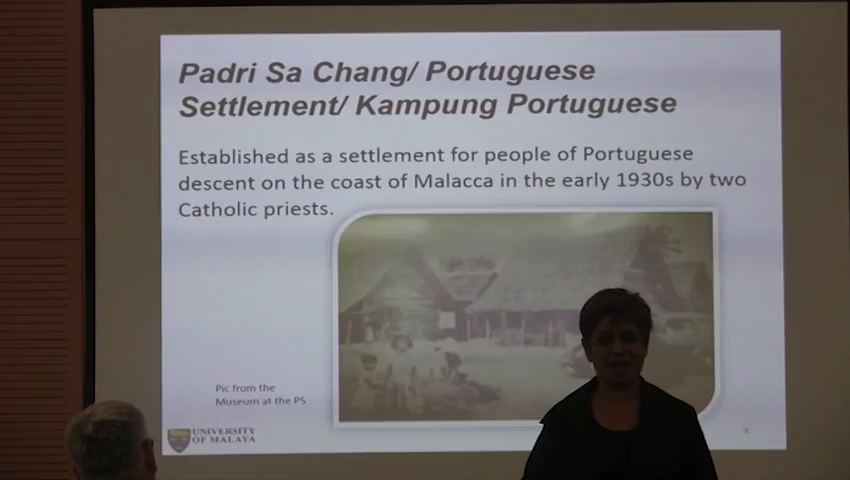 Padri Sa Chang/ Portuguese
Settlement/ Kampung Portuguese
Established as a settlement for people of Portuguese
descent on the coast of Malacca in the early 1930s by two
Catholic priests.
Pic from the
Museum at the PS
UNIVERSITY
OF MALAYA